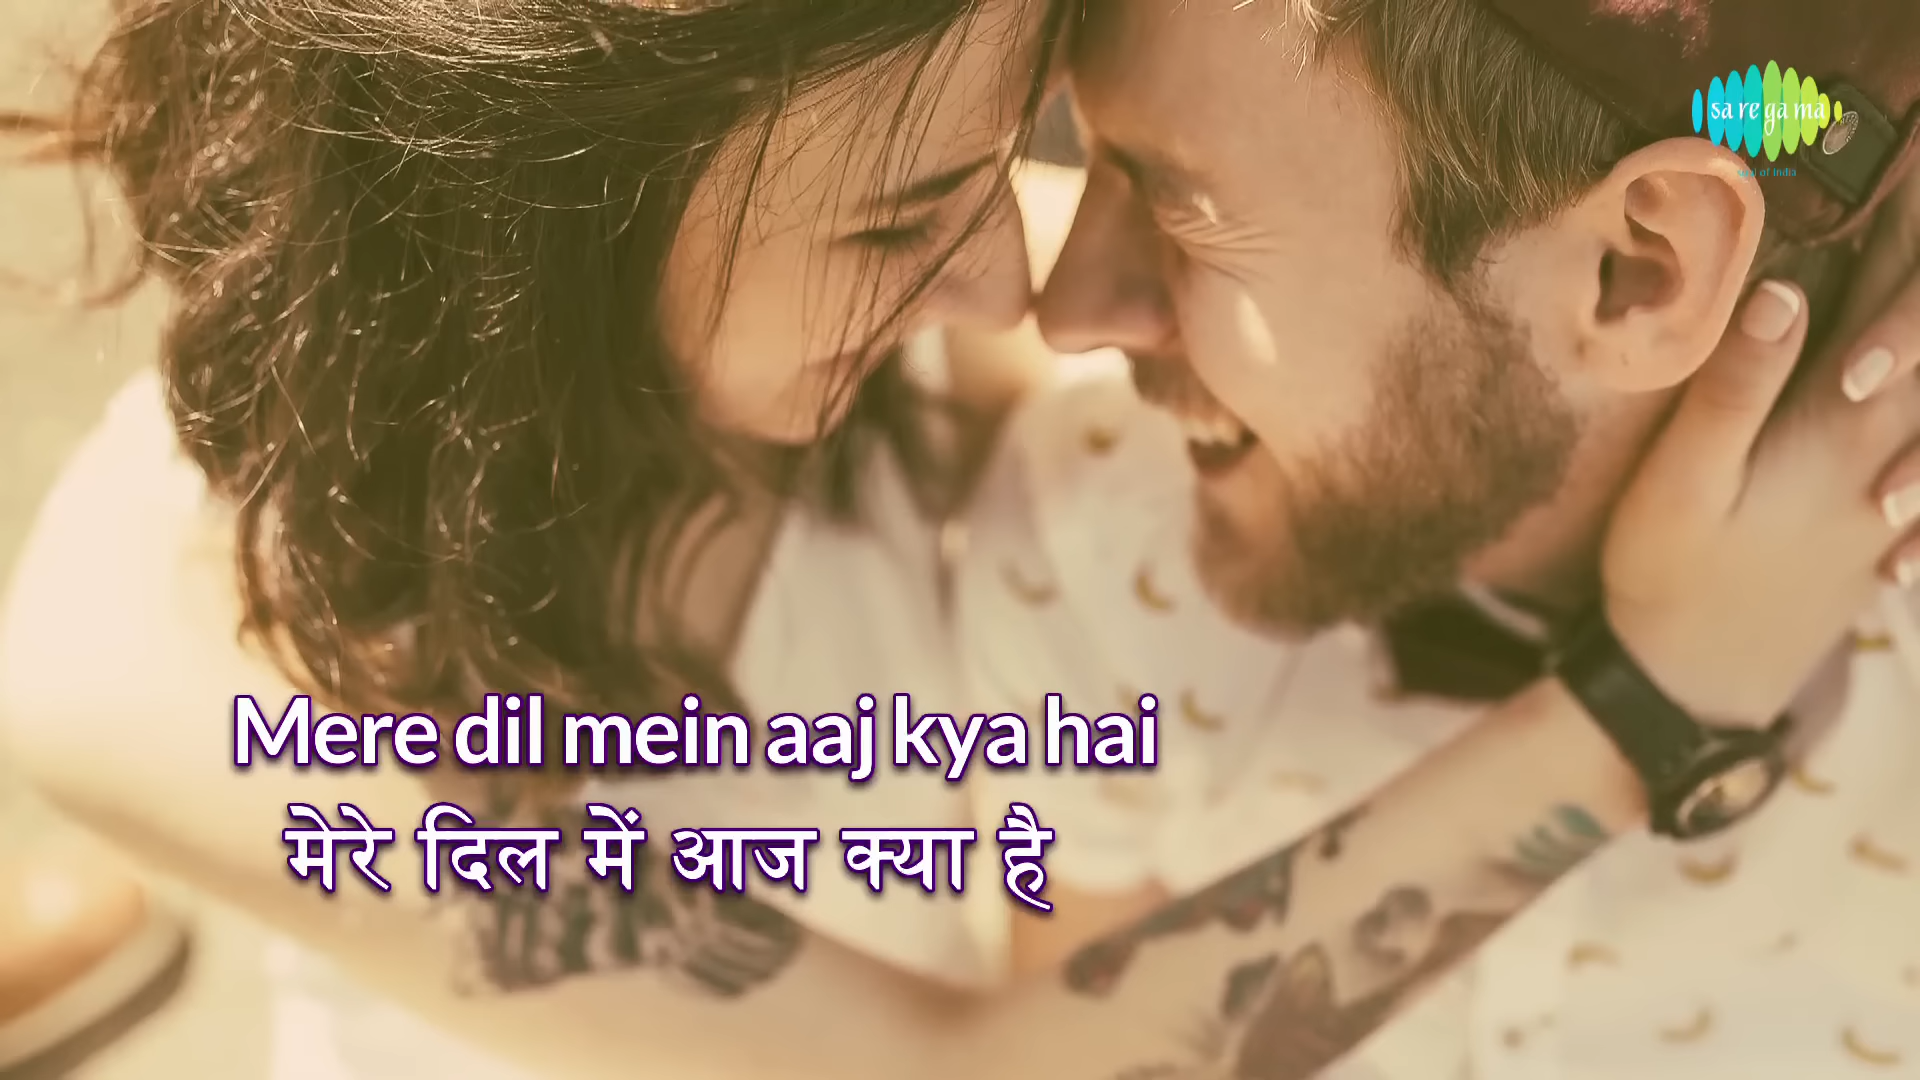 sa re ga ma
Mere dil mein aaj kya hai
मेरे दिल में आज क्या है